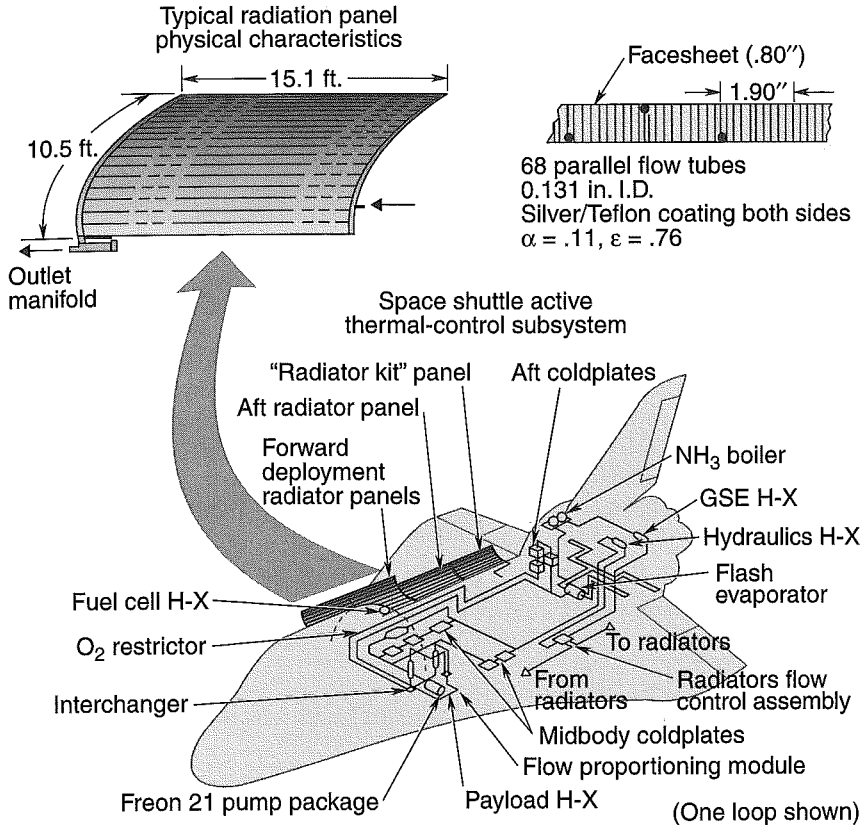 Typical radiation panel
physical characteristics
15.1 ft.
10.5 ft.
Outlet
manifold
Facesheet (.80″)
1.90″
68 parallel flow tubes
0.131 in. I.D.
Silver/Teflon coating both sides
α = .11, ε = .76
Space shuttle active
thermal-control subsystem
“Radiator kit” panel
Aft coldplates
Aft radiator panel
Forward
deployment
radiator panels
NH₃ boiler
GSE H-X
Hydraulics H-X
Flash
evaporator
Fuel cell H-X
O₂ restrictor
Interchanger
To radiators
From
radiators
Radiators flow
control assembly
Midbody coldplates
Flow proportioning module
Freon 21 pump package
Payload H-X
(One loop shown)